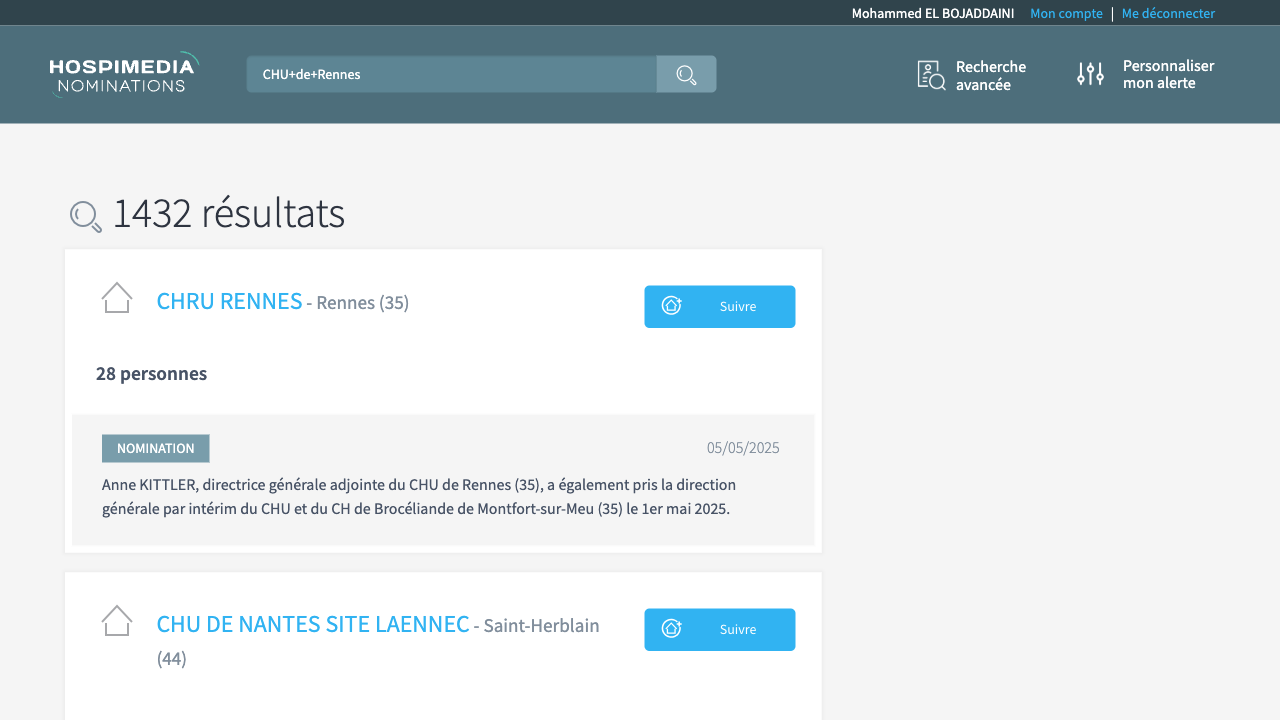 Mohammed EL BOJADDAINI Mon compte | Me déconnecter
HOSPIMEDIA
NOMINATIONS
CHU+de+Rennes
Recherche
avancée
Personnaliser
mon alerte
1432 résultats
CHRU RENNES - Rennes (35)
Suivre
28 personnes
NOMINATION
05/05/2025
Anne KITTLER, directrice générale adjointe du CHU de Rennes (35), a également pris la direction
générale par intérim du CHU et du CH de Brocéliande de Montfort-sur-Meu (35) le 1er mai 2025.
CHU DE NANTES SITE LAENNEC - Saint-Herblain
(44)
Suivre